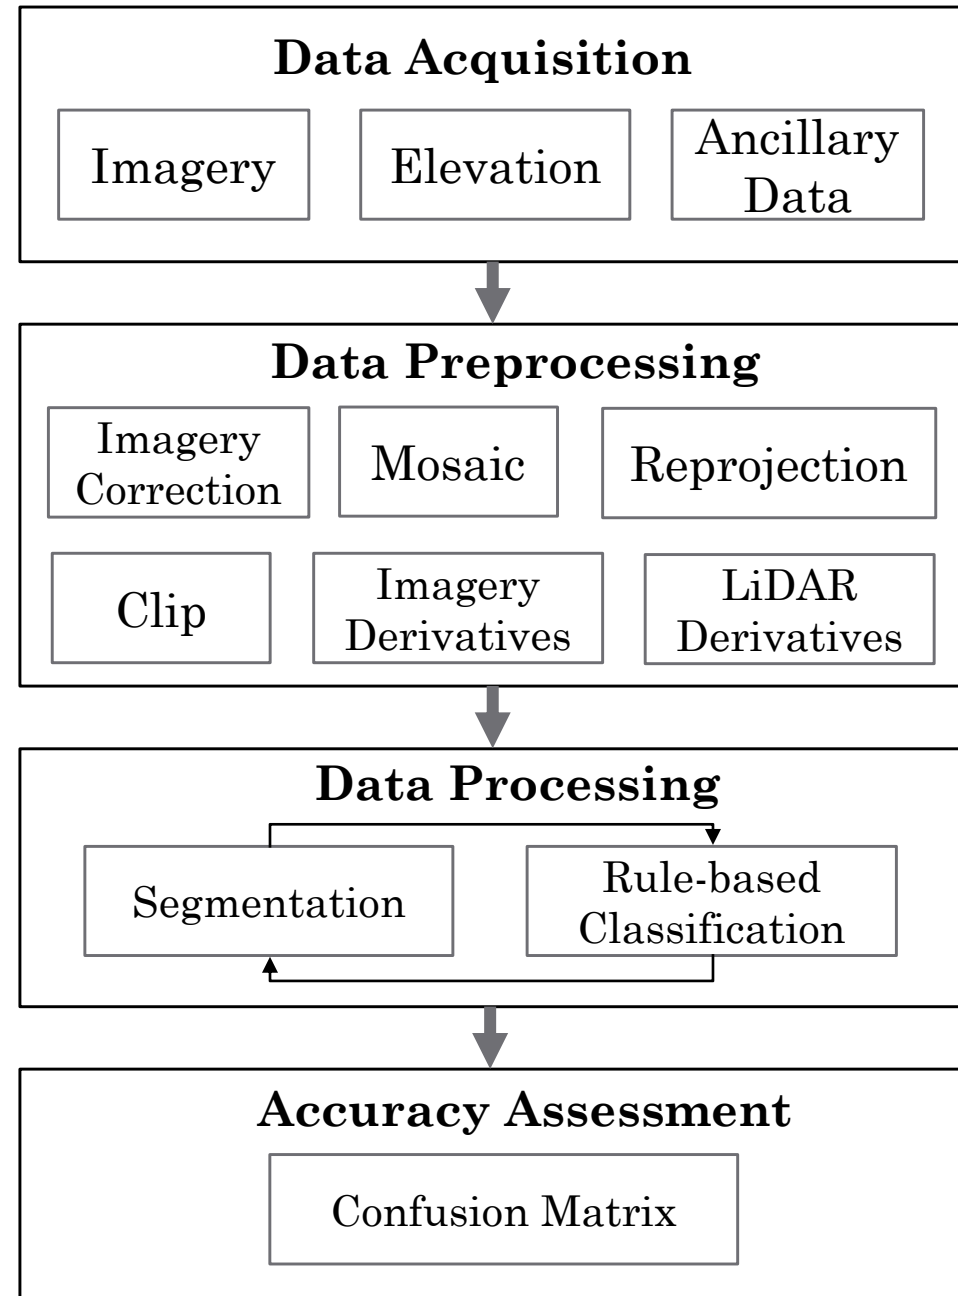 Data Acquisition
Imagery
Elevation
Ancillary
Data
Data Preprocessing
Imagery
Correction
Mosaic
Reprojection
Clip
Imagery
Derivatives
LiDAR
Derivatives
Data Processing
Segmentation
Rule-based
Classification
Accuracy Assessment
Confusion Matrix